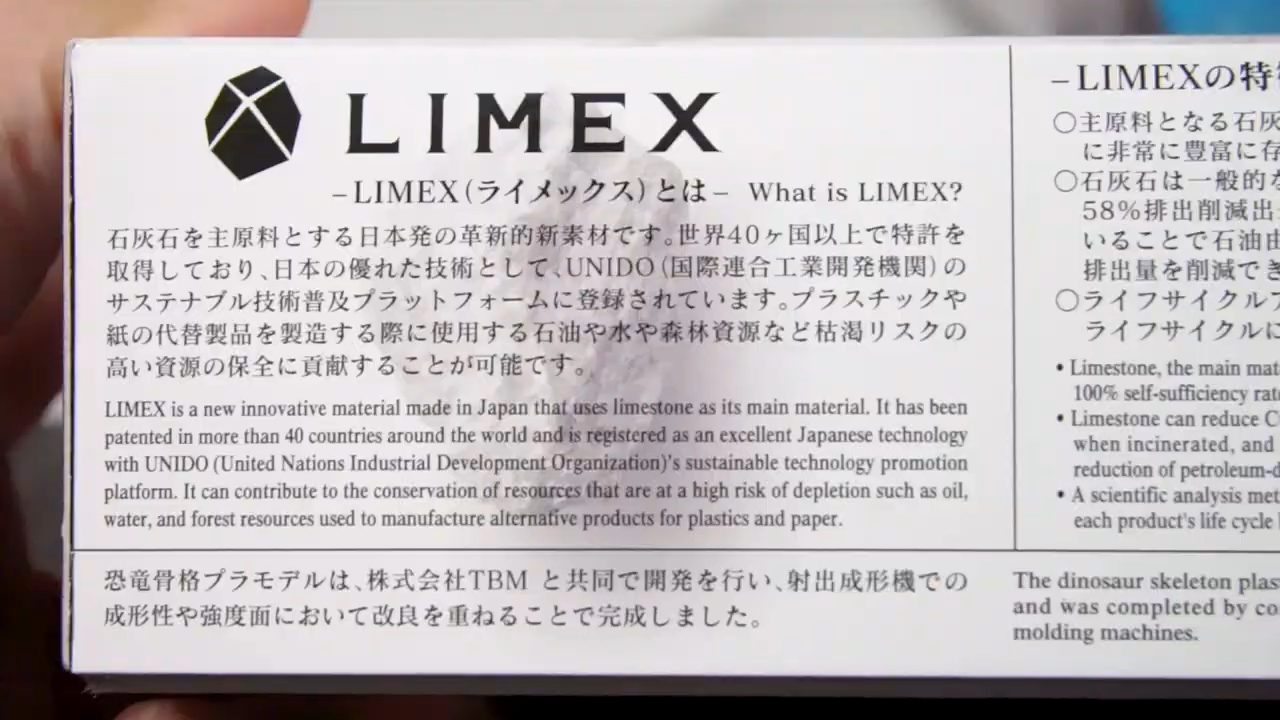 LIMEX
–LIMEX(ライメックス)とは– What is LIMEX?
石灰石を主原料とする日本発の革新的新素材です。世界40ヶ国以上で特許を
取得しており、日本の優れた技術として、UNIDO(国際連合工業開発機関)の
サステナブル技術普及プラットフォームに登録されています。プラスチックや
紙の代替製品を製造する際に使用する石油や水や森林資源など枯渇リスクの
高い資源の保全に貢献することが可能です。
LIMEX is a new innovative material made in Japan that uses limestone as its main material. It has been
patented in more than 40 countries around the world and is registered as an excellent Japanese technology
with UNIDO (United Nations Industrial Development Organization)'s sustainable technology promotion
platform. It can contribute to the conservation of resources that are at a high risk of depletion such as oil,
water, and forest resources used to manufacture alternative products for plastics and paper.
–LIMEXの特
○主原料となる石灰
に非常に豊富に存
○石灰石は一般的な
58%排出削減出
いることで石油由
排出量を削減でき
○ライフサイクルア
ライフサイクルに
• Limestone, the main mat
100% self-sufficiency rat
• Limestone can reduce C
when incinerated, and
reduction of petroleum-d
• A scientific analysis met
each product's life cycle
恐竜骨格プラモデルは、株式会社TBM と共同で開発を行い、射出成形機での
成形性や強度面において改良を重ねることで完成しました。
The dinosaur skeleton plas
and was completed by co
molding machines.